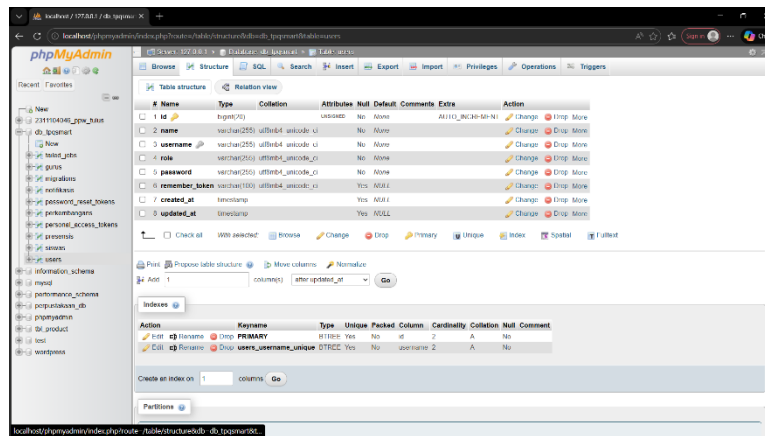 localhost / 127.0.0.1 / db_tpqsmar
localhost/phpmyadmin/index.php?route=/table/structure&db=db_tpqsmart&table=users
Sign in
phpMyAdmin
Recent Favorites
New
2311104046_ppw_tulus
db_tpqsmart
New
failed_jobs
gurus
migrations
notifikasis
password_reset_tokens
perkembangans
personal_access_tokens
presensis
siswas
users
information_schema
mysql
performance_schema
perpustakaan_db
phpmyadmin
tbl_product
test
wordpress
Server: 127.0.0.1 » Database: db_tpqsmart » Table: users
Browse Structure SQL Search Insert Export Import Privileges Operations Triggers
Table structure Relation view
# Name Type Collation Attributes Null Default Comments Extra Action
1 id bigint(20) UNSIGNED No None AUTO_INCREMENT Change Drop More
2 name varchar(255) utf8mb4_unicode_ci No None Change Drop More
3 username varchar(255) utf8mb4_unicode_ci No None Change Drop More
4 role varchar(255) utf8mb4_unicode_ci No None Change Drop More
5 password varchar(255) utf8mb4_unicode_ci No None Change Drop More
6 remember_token varchar(100) utf8mb4_unicode_ci Yes NULL Change Drop More
7 created_at timestamp Yes NULL Change Drop More
8 updated_at timestamp Yes NULL Change Drop More
Check all With selected: Browse Change Drop Primary Unique Index Spatial Fulltext
Print Propose table structure Move columns Normalize
Add 1 column(s) after updated_at Go
Indexes
Action Keyname Type Unique Packed Column Cardinality Collation Null Comment
Edit Rename Drop PRIMARY BTREE Yes No id 2 A No
Edit Rename Drop users_username_unique BTREE Yes No username 2 A No
Create an index on 1 columns Go
Partitions
localhost/phpmyadmin/index.php?route=/table/structure&db=db_tpqsmart&t...